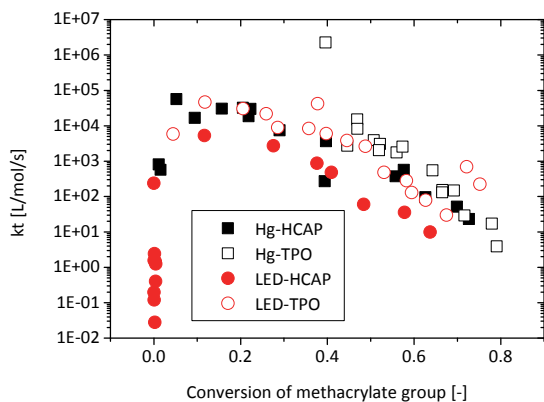 kt [L/mol/s]
1E+07
1E+06
1E+05
1E+04
1E+03
1E+02
1E+01
1E+00
1E-01
1E-02
Hg-HCAP
Hg-TPO
LED-HCAP
LED-TPO
0.0 0.2 0.4 0.6 0.8
Conversion of methacrylate group [-]